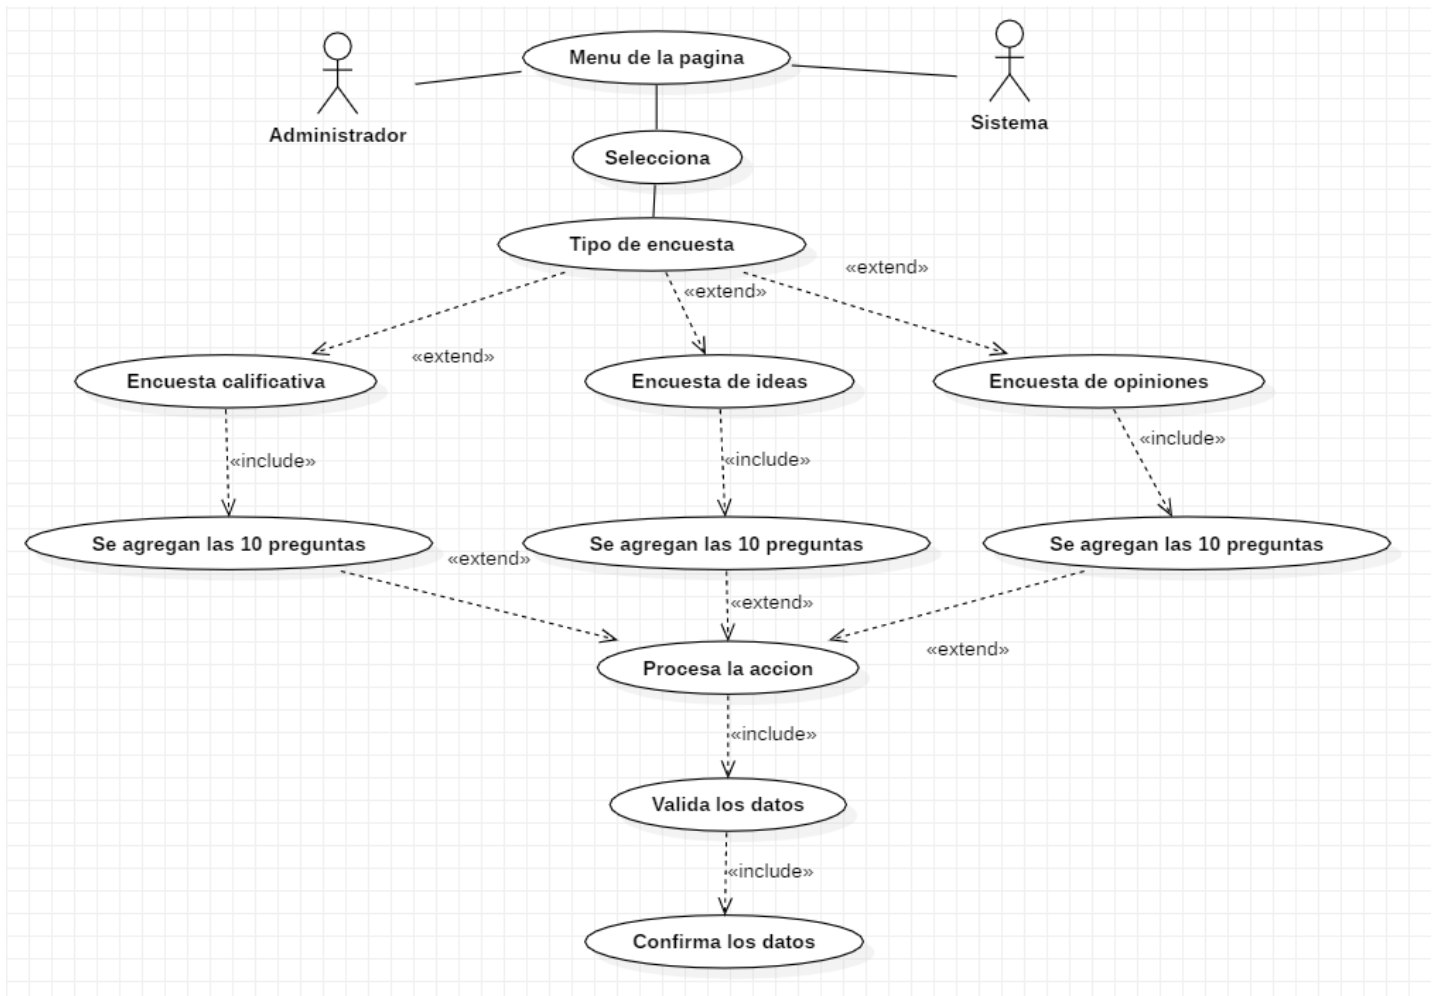 Menu de la pagina
Administrador
Sistema
Selecciona
Tipo de encuesta
«extend»
«extend»
«extend»
Encuesta calificativa
Encuesta de ideas
Encuesta de opiniones
«include»
«include»
«include»
Se agregan las 10 preguntas
Se agregan las 10 preguntas
Se agregan las 10 preguntas
«extend»
«extend»
«extend»
Procesa la accion
«include»
Valida los datos
«include»
Confirma los datos